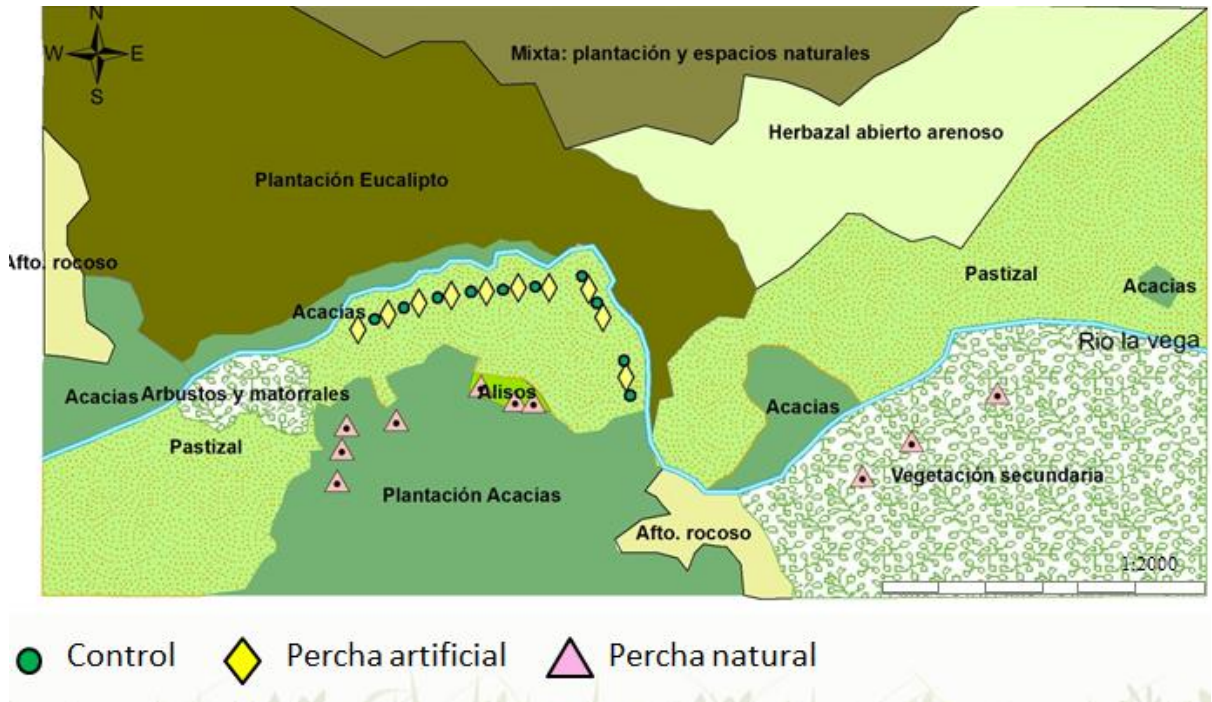 N
W E
S
Mixta: plantación y espacios naturales
Herbazal abierto arenoso
Plantación Eucalipto
Afto. rocoso
Pastizal
Acacias
Acacias
Rio la vega
Acacias
Arbustos y matorrales
Alisos
Acacias
Pastizal
Vegetación secundaria
Plantación Acacias
Afto. rocoso
1:2000
Control
Percha artificial
Percha natural